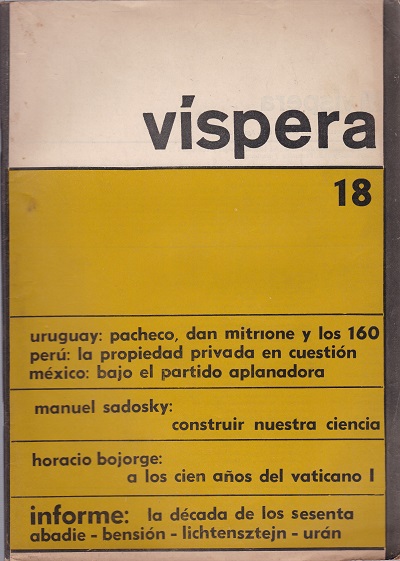 víspera
18
uruguay: pacheco, dan mitrione y los 160
perú: la propiedad privada en cuestión
méxico: bajo el partido aplanadora
manuel sadosky:
construir nuestra ciencia
horacio bojorge:
a los cien años del vaticano I
informe: la década de los sesenta
abadie - bensión - lichtensztejn - urán